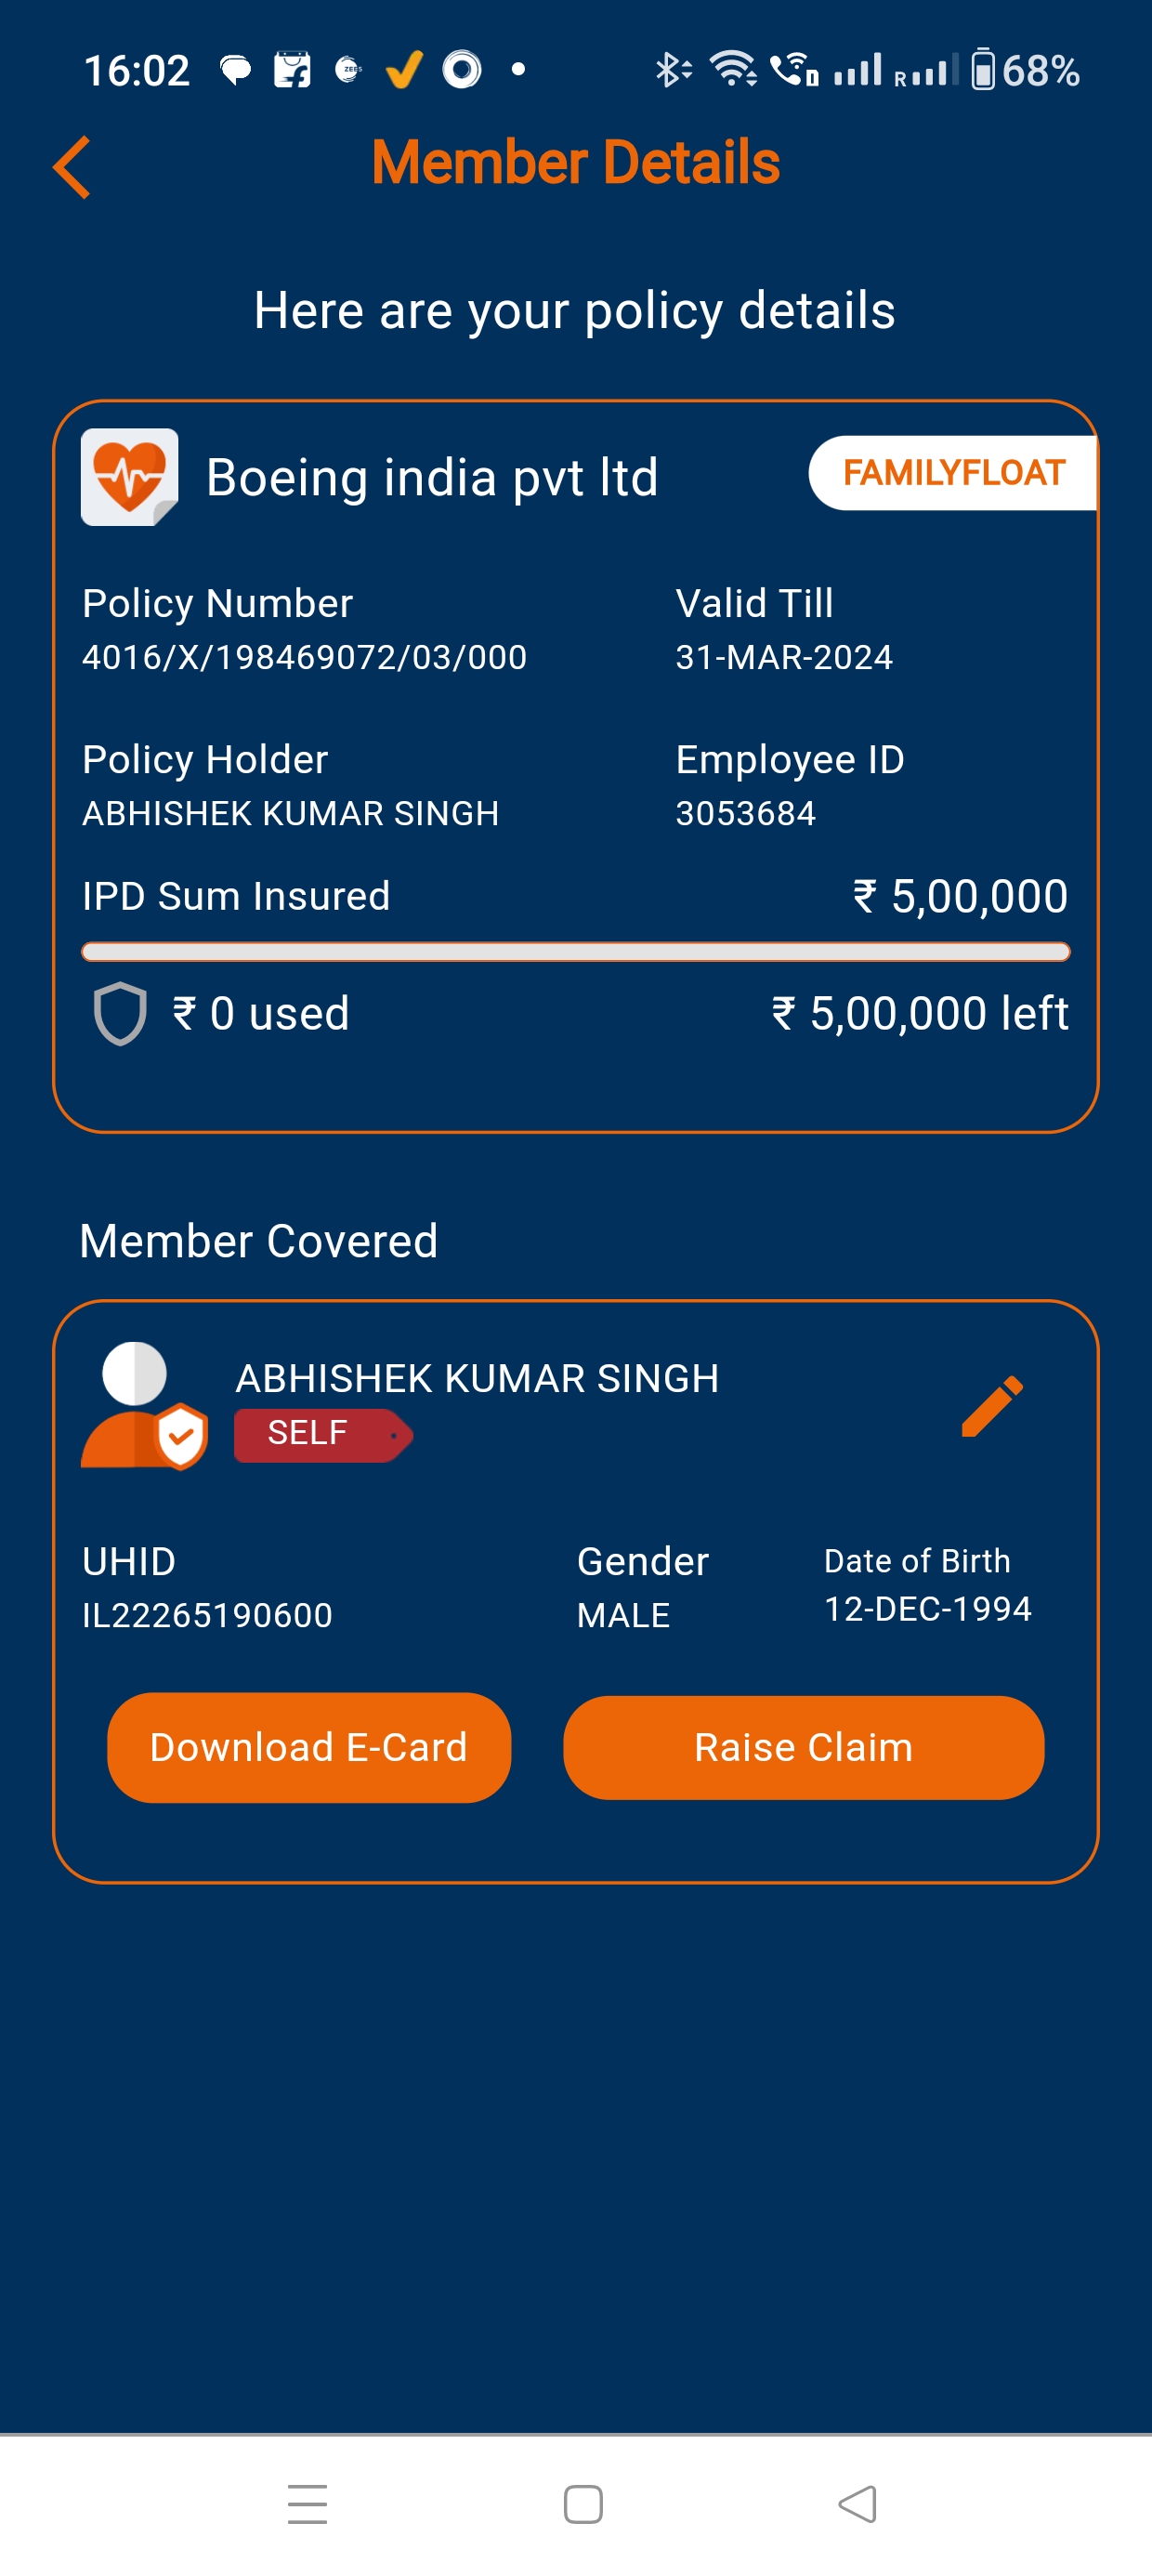 16:02 68%
Member Details
Here are your policy details
Boeing india pvt ltd FAMILYFLOAT
Policy Number Valid Till
4016/X/198469072/03/000 31-MAR-2024
Policy Holder Employee ID
ABHISHEK KUMAR SINGH 3053684
IPD Sum Insured ₹ 5,00,000
₹ 0 used ₹ 5,00,000 left
Member Covered
ABHISHEK KUMAR SINGH
SELF
UHID Gender Date of Birth
IL22265190600 MALE 12-DEC-1994
Download E-Card Raise Claim